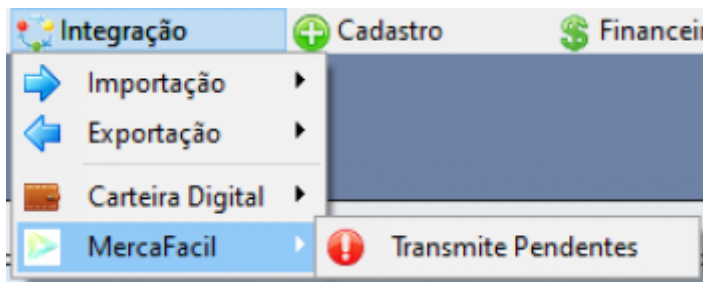 Integração Cadastro
Importação
Exportação
Carteira Digital
MercaFacil Transmite Pendentes